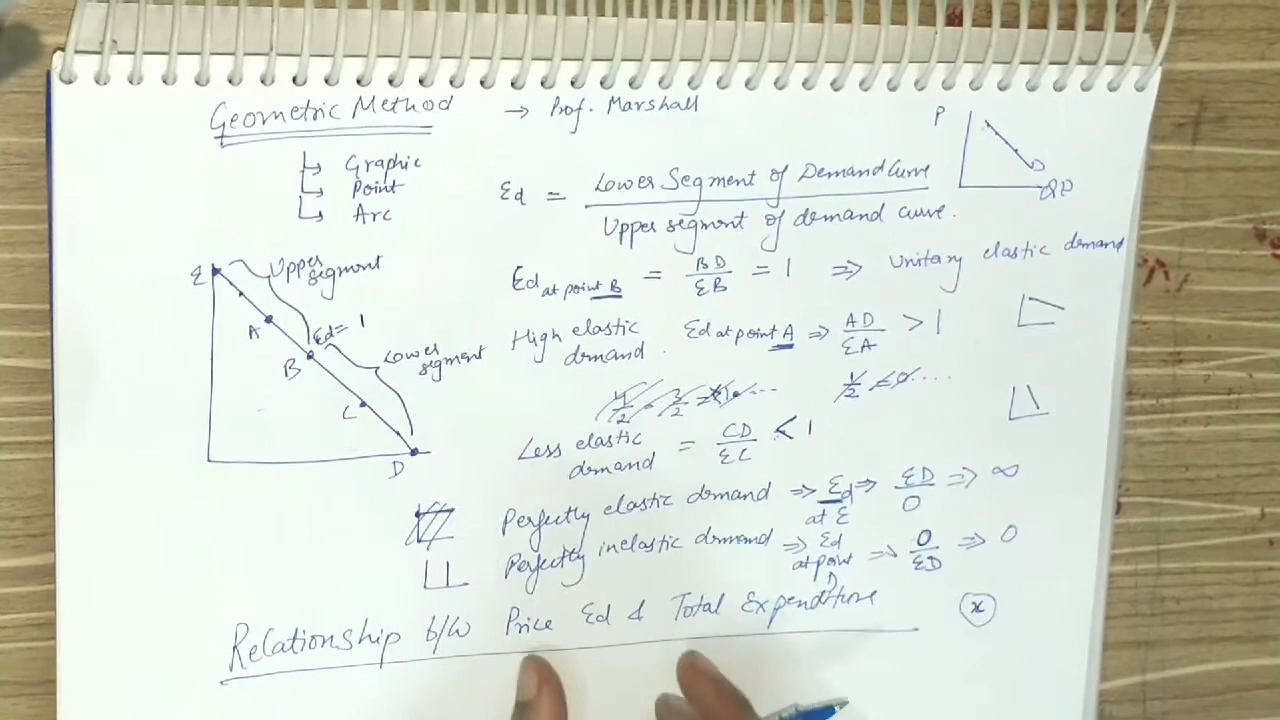 Geometric Method → Prof. Marshall
↳ Graphic
↳ Point
↳ Arc
P
D
Ed = Lower Segment of Demand Curve / Upper segment of demand curve.
E
Upper segment
A
Ed = 1
B
Lower segment
C
D
Ed at point B = BD / EB = 1 ⇒ Unitary elastic demand
High elastic demand. Ed at point A ⇒ AD / EA > 1
Less elastic demand = CD / EC < 1
Perfectly elastic demand ⇒ Ed at E ⇒ ED / 0 ⇒ ∞
Perfectly inelastic demand ⇒ Ed at point D ⇒ 0 / ED ⇒ 0
Relationship b/w Price Ed & Total Expenditure